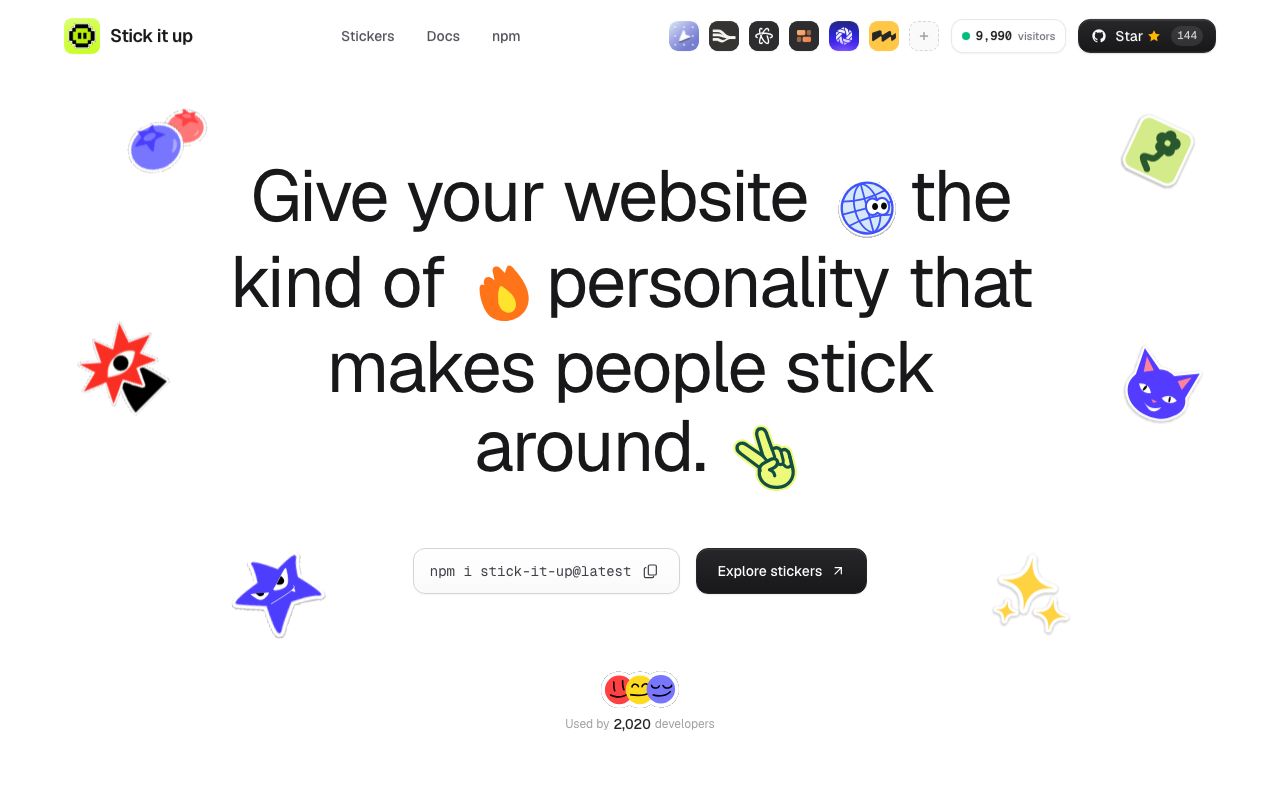 Stick it up
Stickers
Docs
npm
+
9,990 visitors
Star
144
Give your website the
kind of personality that
makes people stick
around.
npm i stick-it-up@latest
Explore stickers
Used by 2,020 developers